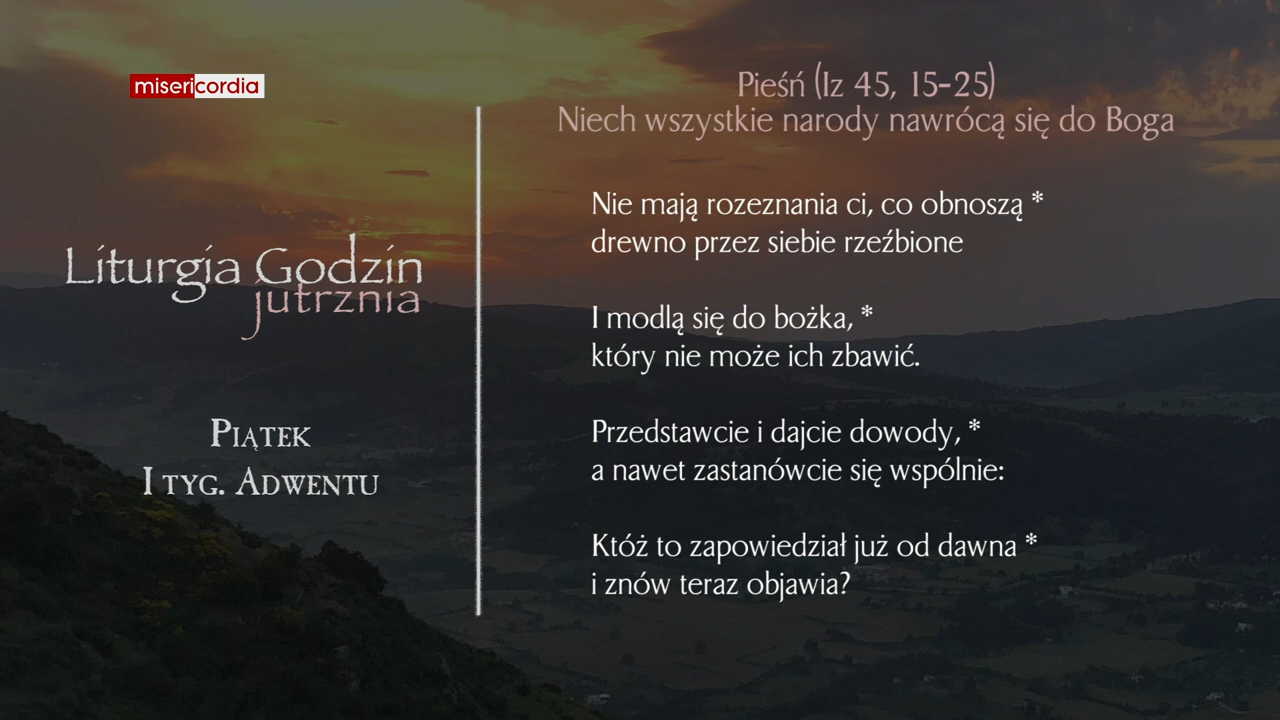 misericordia
Liturgia Godzin
jutrznia
Piątek
I tyg. Adwentu
Pieśń (Iz 45, 15-25)
Niech wszystkie narody nawrócą się do Boga
Nie mają rozeznania ci, co obnoszą *
drewno przez siebie rzeźbione
I modlą się do bożka, *
który nie może ich zbawić.
Przedstawcie i dajcie dowody, *
a nawet zastanówcie się wspólnie:
Któż to zapowiedział już od dawna *
i znów teraz objawia?